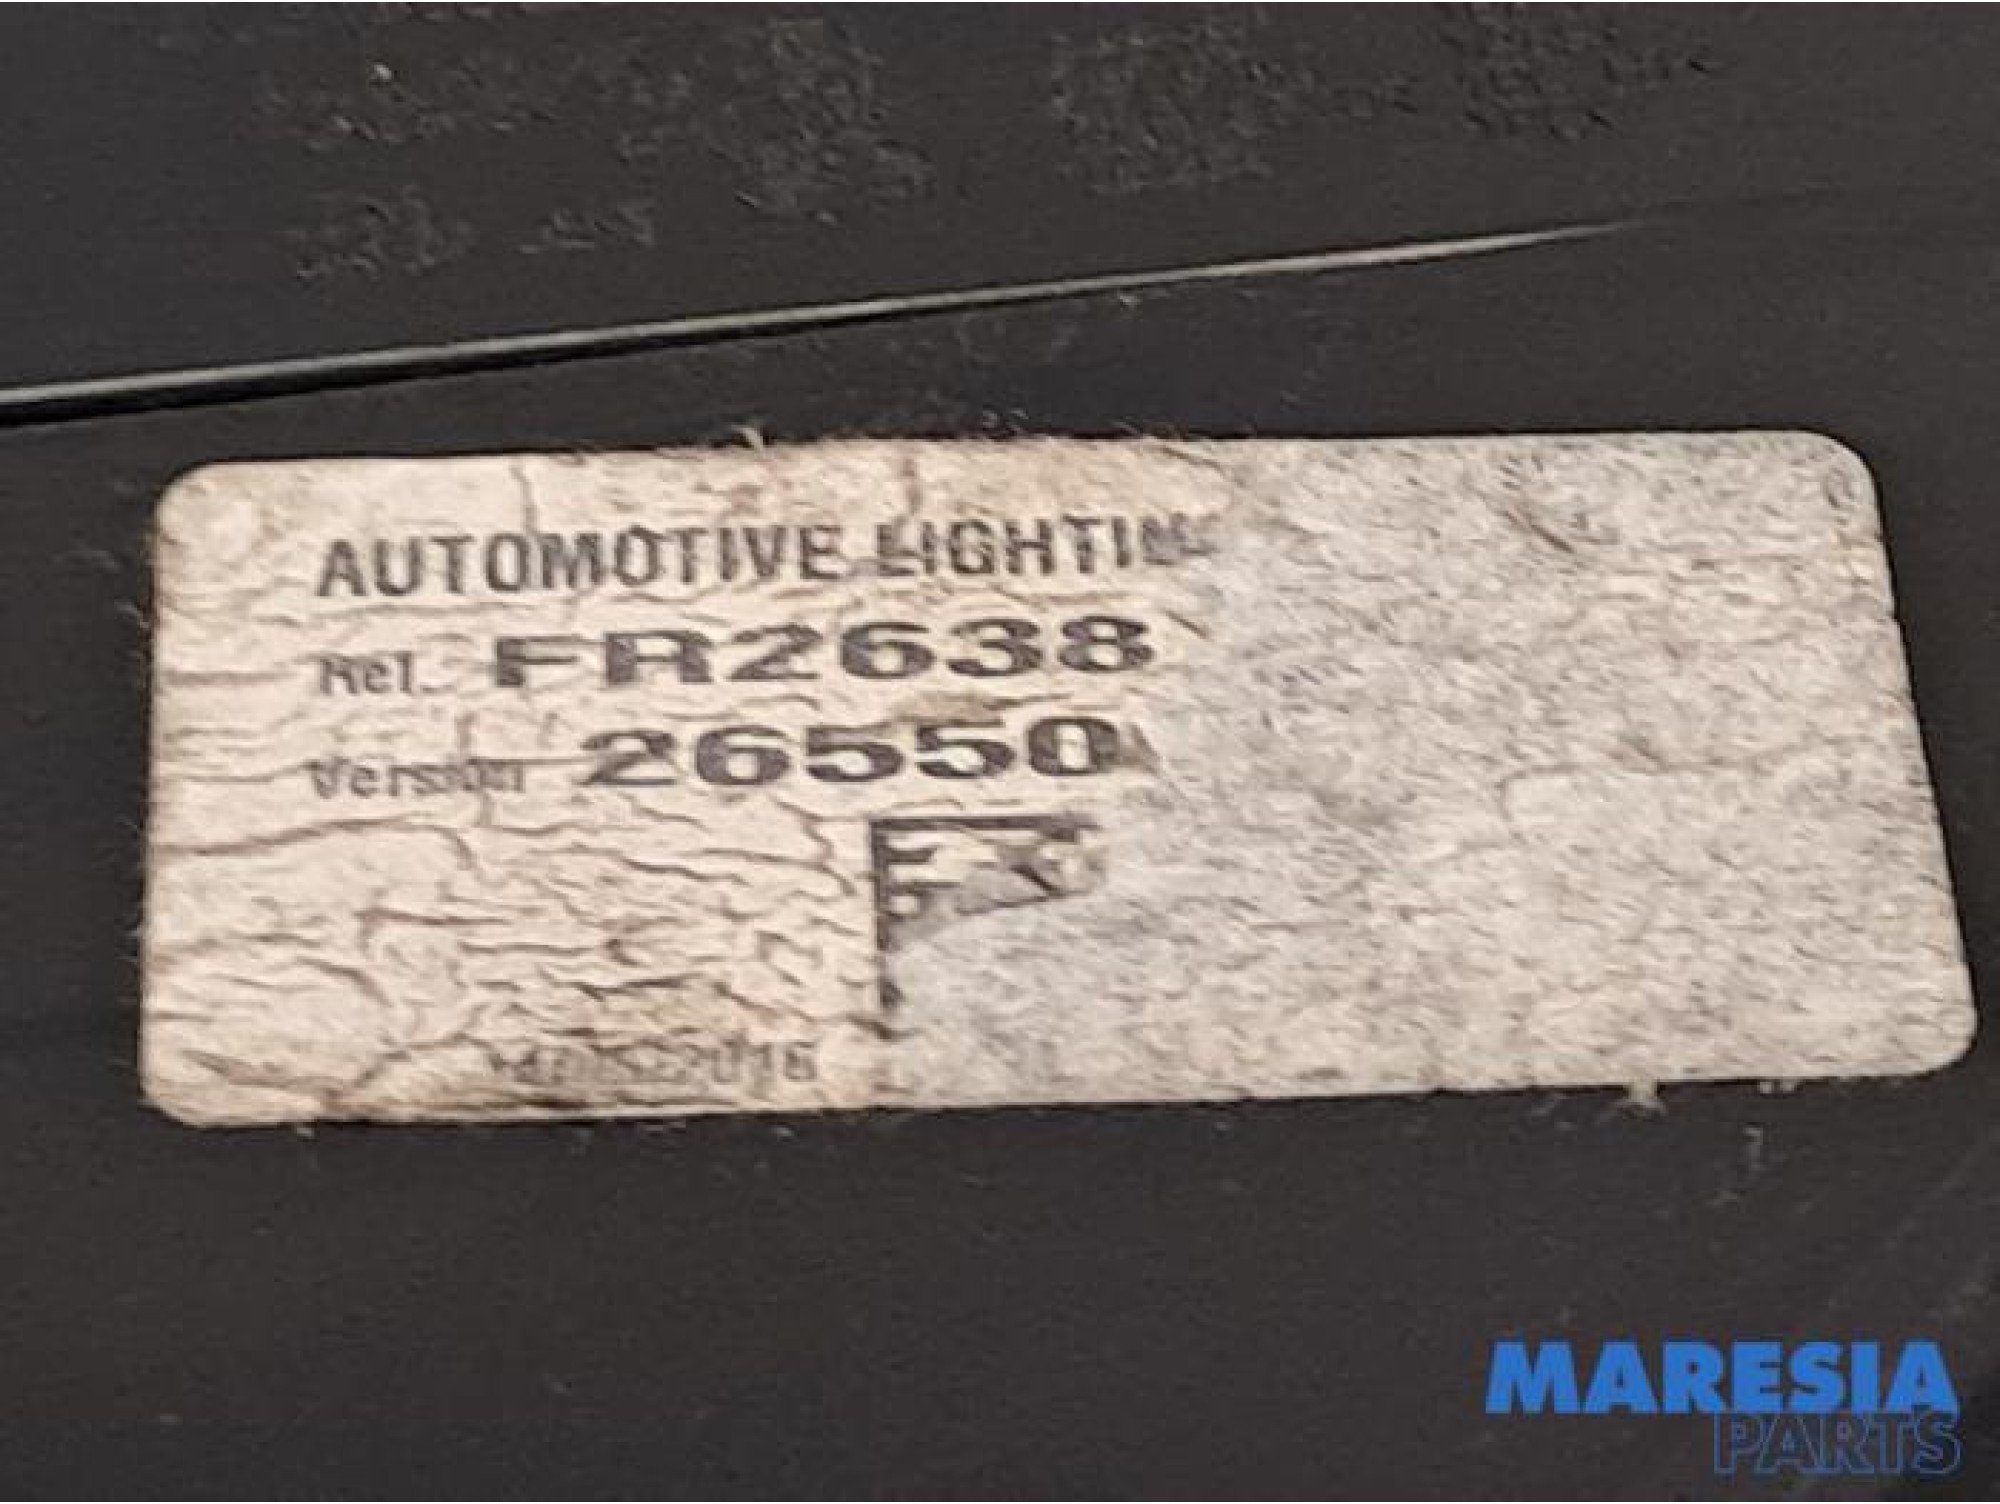 AUTOMOTIVE LIGHTIN
Ref. FR2638
Version 26550
MARESIA
PARTS